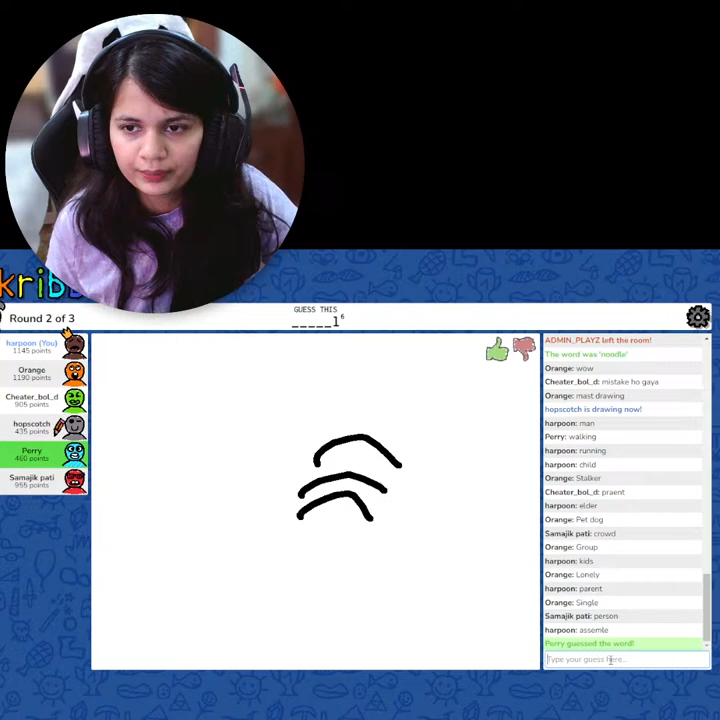 kribb
GUESS THIS
_____l 6
Round 2 of 3
harpoon (You)
1145 points
Orange
1190 points
Cheater_bol_d
905 points
hopscotch
435 points
Perry
460 points
Samajik pati
955 points
ADMIN_PLAYZ left the room!
The word was 'noodle'
Orange: wow
Cheater_bol_d: mistake ho gaya
Orange: mast drawing
hopscotch is drawing now!
harpoon: man
Perry: walking
harpoon: running
harpoon: child
Orange: Stalker
Cheater_bol_d: praent
harpoon: elder
Orange: Pet dog
Samajik pati: crowd
Orange: Group
harpoon: kids
Orange: Lonely
harpoon: parent
Orange: Single
Samajik pati: person
harpoon: assemle
Perry guessed the word!
Type your guess here...